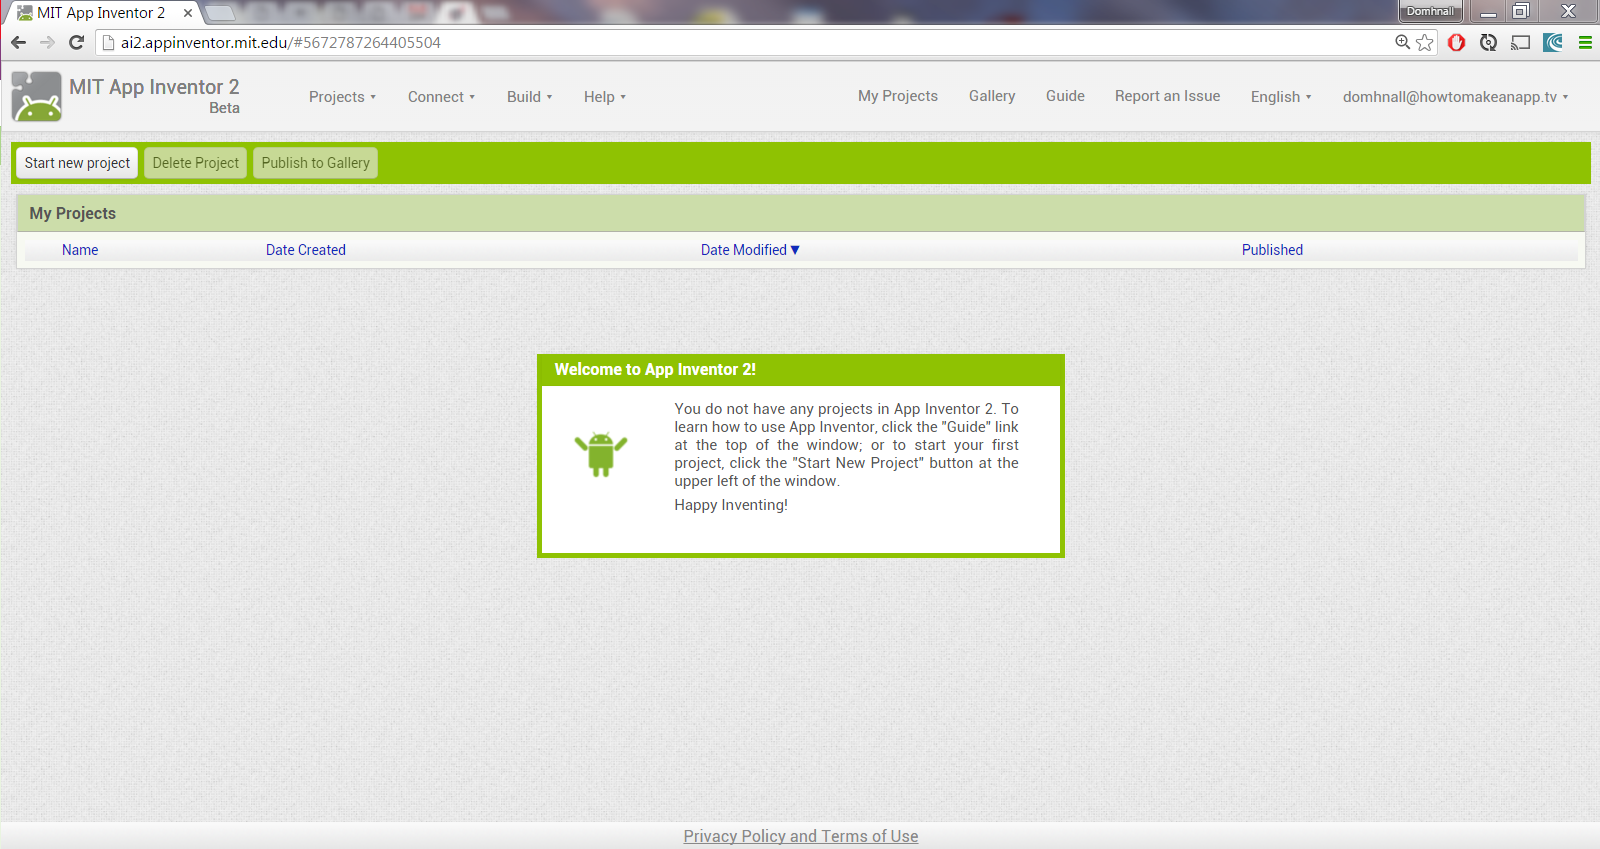 MIT App Inventor 2
Domhnall
ai2.appinventor.mit.edu/#5672787264405504
MIT App Inventor 2
Beta
Projects
Connect
Build
Help
My Projects
Gallery
Guide
Report an Issue
English
domhnall@howtomakeanapp.tv
Start new project
Delete Project
Publish to Gallery
My Projects
Name
Date Created
Date Modified ▼
Published
Welcome to App Inventor 2!
You do not have any projects in App Inventor 2. To
learn how to use App Inventor, click the "Guide" link
at the top of the window; or to start your first
project, click the "Start New Project" button at the
upper left of the window.
Happy Inventing!
Privacy Policy and Terms of Use